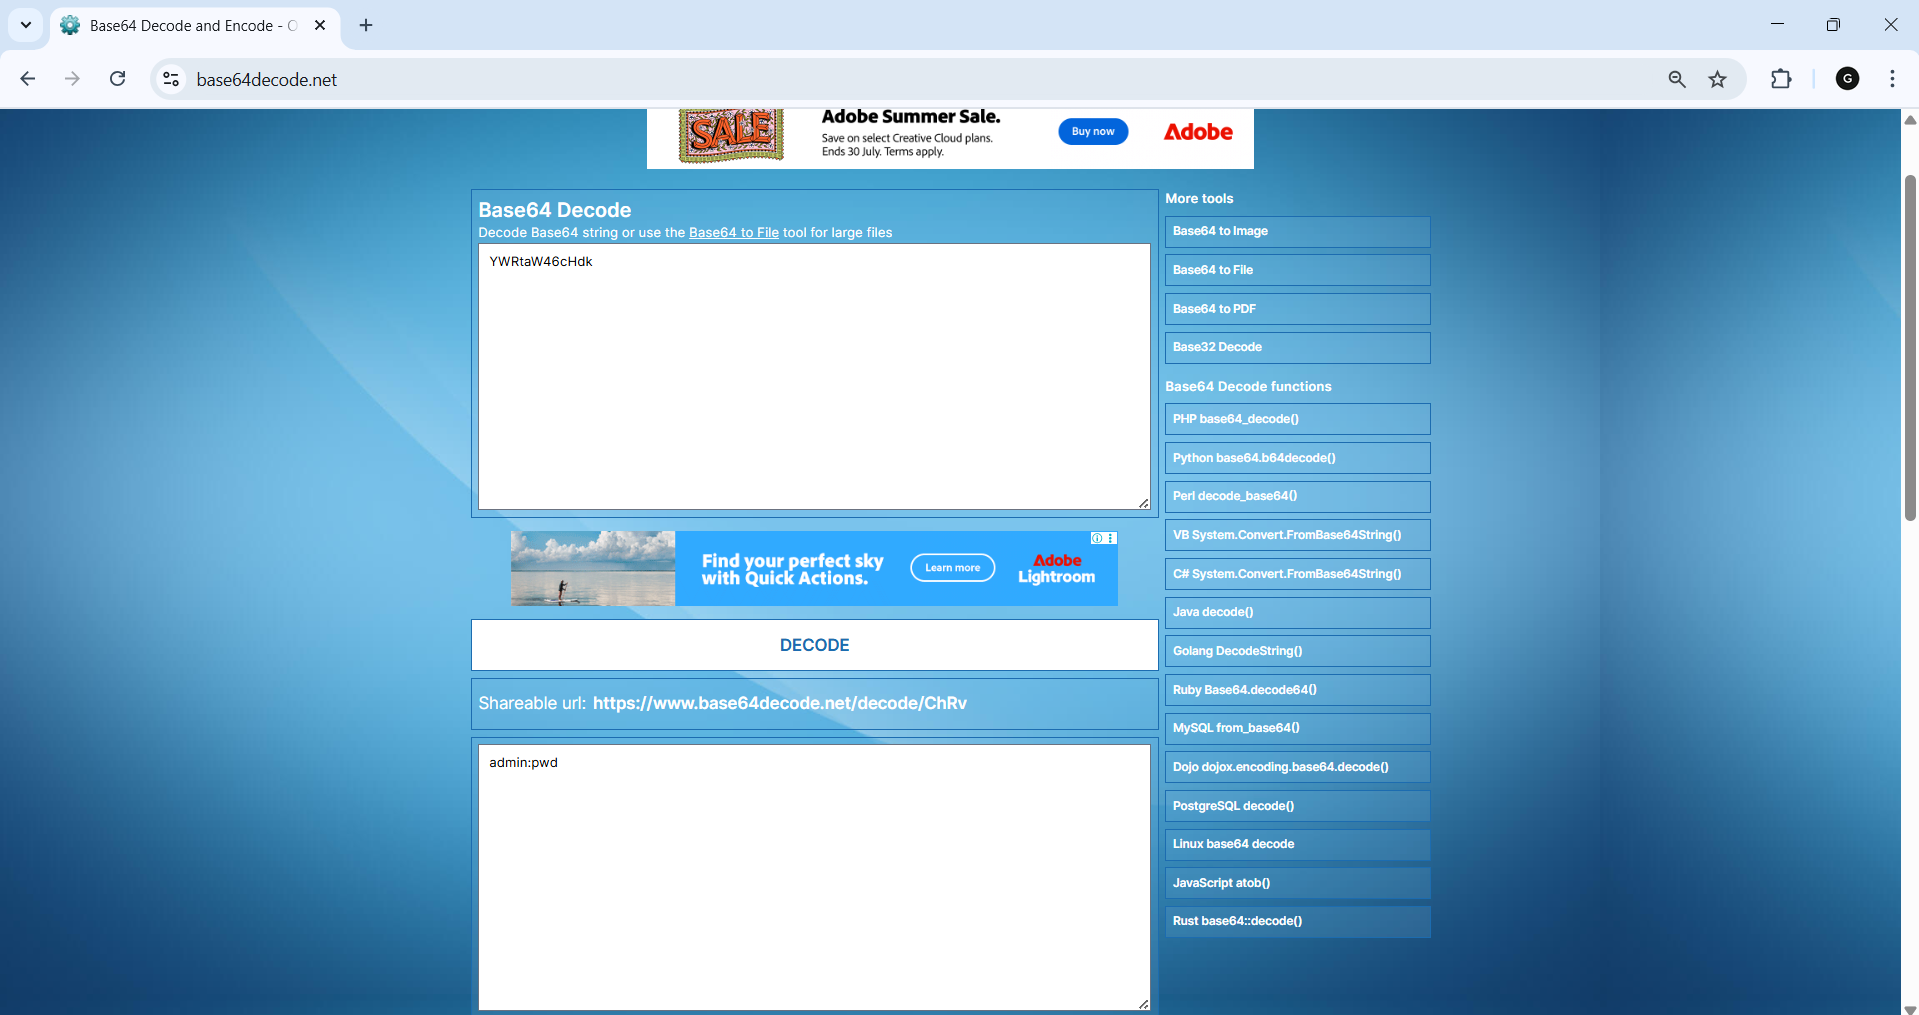 Base64 Decode and Encode - O
base64decode.net
G
SALE
Adobe Summer Sale.
Save on select Creative Cloud plans.
Ends 30 July. Terms apply.
Buy now
Adobe
Base64 Decode
Decode Base64 string or use the Base64 to File tool for large files
YWRtaW46cHdk
Find your perfect sky
with Quick Actions.
Learn more
Adobe
Lightroom
DECODE
Shareable url: https://www.base64decode.net/decode/ChRv
admin:pwd
More tools
Base64 to Image
Base64 to File
Base64 to PDF
Base32 Decode
Base64 Decode functions
PHP base64_decode()
Python base64.b64decode()
Perl decode_base64()
VB System.Convert.FromBase64String()
C# System.Convert.FromBase64String()
Java decode()
Golang DecodeString()
Ruby Base64.decode64()
MySQL from_base64()
Dojo dojox.encoding.base64.decode()
PostgreSQL decode()
Linux base64 decode
JavaScript atob()
Rust base64::decode()